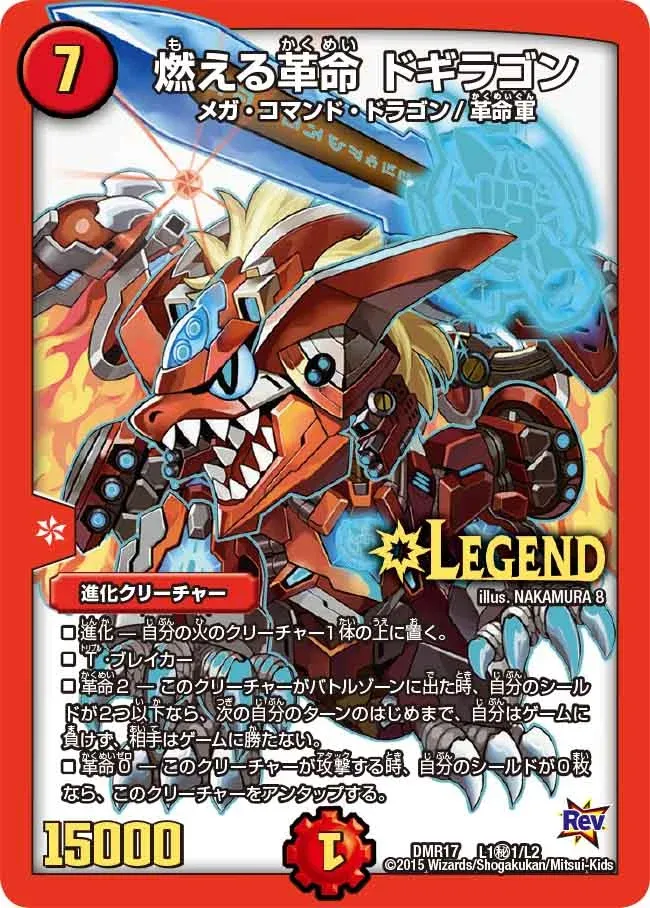 7
燃える革命 ドギラゴン
メガ・コマンド・ドラゴン / 革命軍
LEGEND
illus. NAKAMURA 8
進化クリーチャー
■ 進化 ― 自分の火のクリーチャー1体の上に置く。
■ T・ブレイカー
■ 革命2 ― このクリーチャーがバトルゾーンに出た時、自分のシール
ドが2つ以下なら、次の自分のターンのはじめまで、自分はゲームに
負けず、相手はゲームに勝たない。
■ 革命0 ― このクリーチャーが攻撃する時、自分のシールドが0枚
なら、このクリーチャーをアンタップする。
Rev
15000
1
DMR17 L1㊙1/L2
©2015 Wizards/Shogakukan/Mitsui-Kids